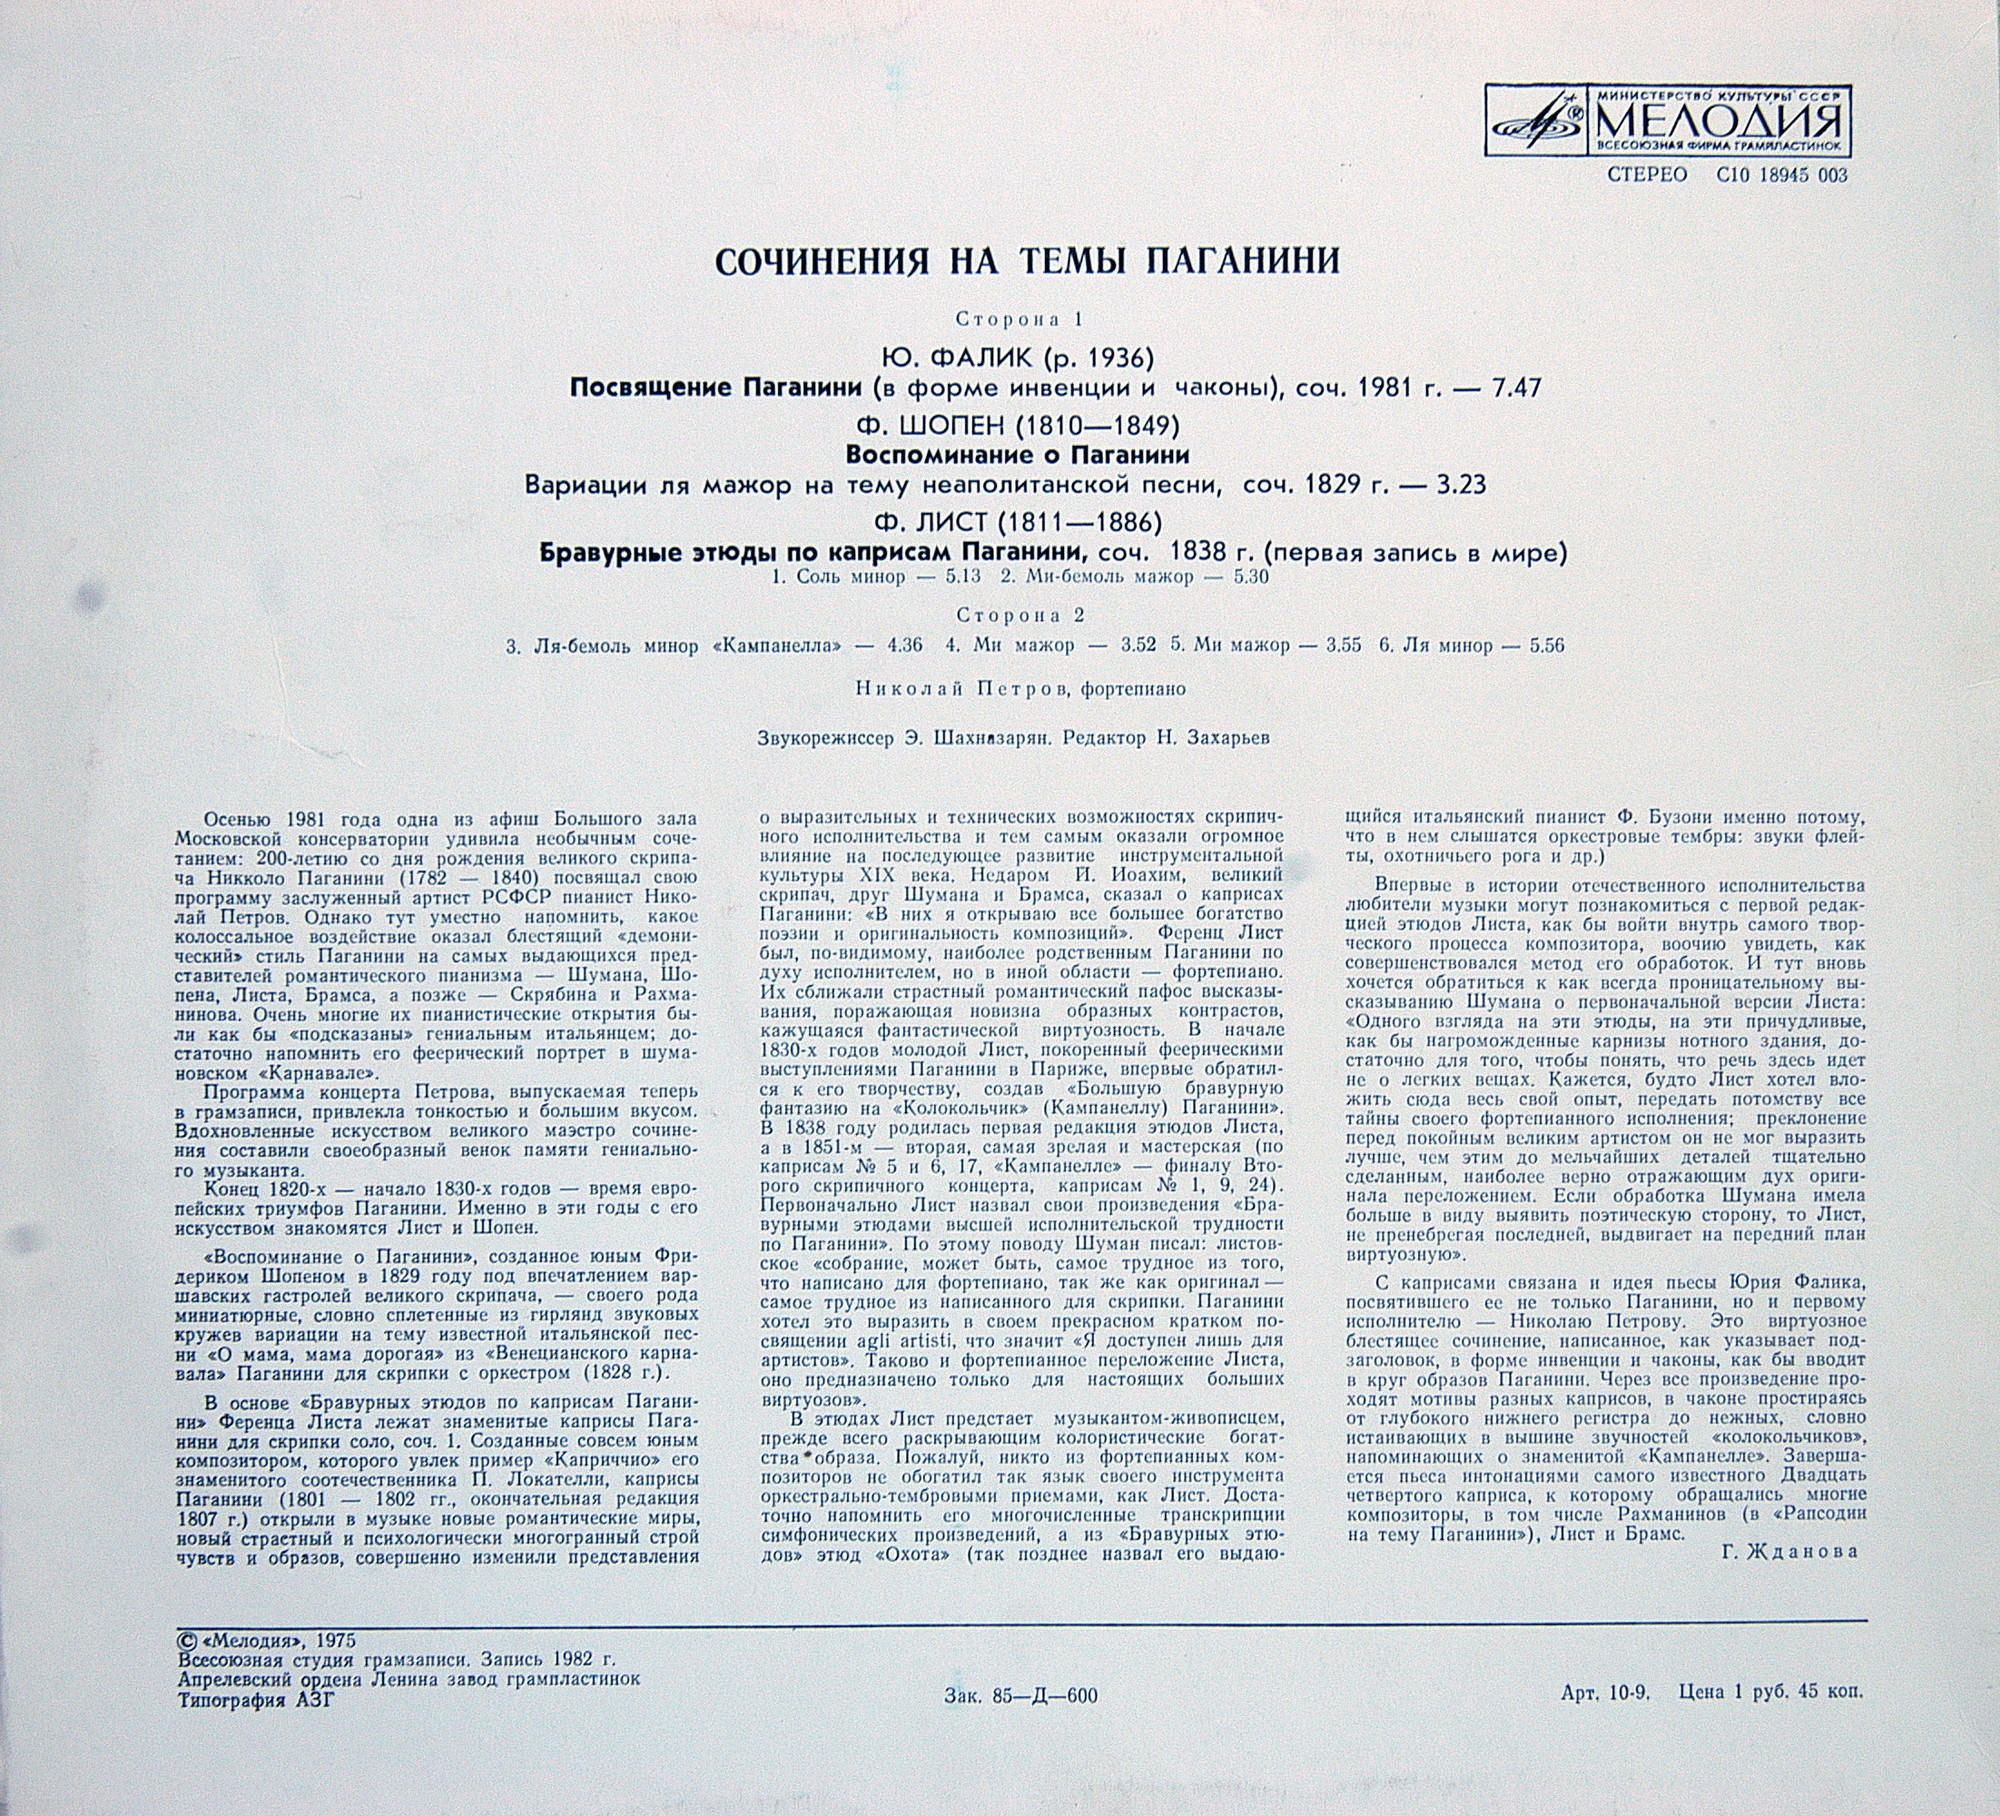 МИНИСТЕРСТВО КУЛЬТУРЫ СССР
МЕЛОДИЯ
ВСЕСОЮЗНАЯ ФИРМА ГРАМПЛАСТИНОК
СТЕРЕО С10 18945 003
СОЧИНЕНИЯ НА ТЕМЫ ПАГАНИНИ
Сторона 1
Ю. ФАЛИК (р. 1936)
Посвящение Паганини (в форме инвенции и чаконы), соч. 1981 г. — 7.47
Ф. ШОПЕН (1810—1849)
Воспоминание о Паганини
Вариации ля мажор на тему неаполитанской песни, соч. 1829 г. — 3.23
Ф. ЛИСТ (1811—1886)
Бравурные этюды по каприсам Паганини, соч. 1838 г. (первая запись в мире)
1. Соль минор — 5.13 2. Ми-бемоль мажор — 5.30
Сторона 2
3. Ля-бемоль минор «Кампанелла» — 4.36 4. Ми мажор — 3.52 5. Ми мажор — 3.55 6. Ля минор — 5.56
Николай Петров, фортепиано
Звукорежиссер Э. Шахназарян. Редактор Н. Захарьев
Осенью 1981 года одна из афиш Большого зала
Московской консерватории удивила необычным соче-
танием: 200-летию со дня рождения великого скрипа-
ча Никколо Паганини (1782 — 1840) посвящал свою
программу заслуженный артист РСФСР пианист Нико-
лай Петров. Однако тут уместно напомнить, какое
колоссальное воздействие оказал блестящий «демони-
ческий» стиль Паганини на самых выдающихся пред-
ставителей романтического пианизма — Шумана, Шо-
пена, Листа, Брамса, а позже — Скрябина и Рахма-
нинова. Очень многие их пианистические открытия бы-
ли как бы «подсказаны» гениальным итальянцем; до-
статочно напомнить его феерический портрет в шума-
новском «Карнавале».
Программа концерта Петрова, выпускаемая теперь
в грамзаписи, привлекла тонкостью и большим вкусом.
Вдохновленные искусством великого маэстро сочине-
ния составили своеобразный венок памяти гениально-
го музыканта.
Конец 1820-х — начало 1830-х годов — время евро-
пейских триумфов Паганини. Именно в эти годы с его
искусством знакомятся Лист и Шопен.
«Воспоминание о Паганини», созданное юным Фри-
дериком Шопеном в 1829 году под впечатлением вар-
шавских гастролей великого скрипача, — своего рода
миниатюрные, словно сплетенные из гирлянд звуковых
кружев вариации на тему известной итальянской пес-
ни «О мама, мама дорогая» из «Венецианского карна-
вала» Паганини для скрипки с оркестром (1828 г.).
В основе «Бравурных этюдов по каприсам Пагани-
ни» Ференца Листа лежат знаменитые каприсы Пага-
нини для скрипки соло, соч. 1. Созданные совсем юным
композитором, которого увлек пример «Каприччио» его
знаменитого соотечественника П. Локателли, каприсы
Паганини (1801 — 1802 гг., окончательная редакция
1807 г.) открыли в музыке новые романтические миры,
новый страстный и психологически многогранный строй
чувств и образов, совершенно изменили представления
о выразительных и технических возможностях скрипич-
ного исполнительства и тем самым оказали огромное
влияние на последующее развитие инструментальной
культуры XIX века. Недаром Й. Иоахим, великий
скрипач, друг Шумана и Брамса, сказал о каприсах
Паганини: «В них я открываю все большее богатство
поэзии и оригинальность композиций». Ференц Лист
был, по-видимому, наиболее родственным Паганини по
духу исполнителем, но в иной области — фортепиано.
Их сближали страстный романтический пафос высказы-
вания, поражающая новизна образных контрастов,
кажущаяся фантастической виртуозность. В начале
1830-х годов молодой Лист, покоренный феерическими
выступлениями Паганини в Париже, впервые обратил-
ся к его творчеству, создав «Большую бравурную
фантазию на «Колокольчик» (Кампанеллу) Паганини».
В 1838 году родилась первая редакция этюдов Листа,
а в 1851-м — вторая, самая зрелая и мастерская (по
каприсам № 5 и 6, 17, «Кампанелле» — финалу Вто-
рого скрипичного концерта, каприсам № 1, 9, 24).
Первоначально Лист назвал свои произведения «Бра-
вурными этюдами высшей исполнительской трудности
по Паганини». По этому поводу Шуман писал: листов-
ское «собрание, может быть, самое трудное из того,
что написано для фортепиано, так же как оригинал —
самое трудное из написанного для скрипки. Паганини
хотел это выразить в своем прекрасном кратком по-
священии agli artisti, что значит «Я доступен лишь для
артистов». Таково и фортепианное переложение Листа,
оно предназначено только для настоящих больших
виртуозов».
В этюдах Лист предстает музыкантом-живописцем,
прежде всего раскрывающим колористические богат-
ства образа. Пожалуй, никто из фортепианных ком-
позиторов не обогатил так язык своего инструмента
оркестрально-тембровыми приемами, как Лист. Доста-
точно напомнить его многочисленные транскрипции
симфонических произведений, а из «Бравурных этю-
дов» этюд «Охота» (так позднее назвал его выдаю-
щийся итальянский пианист Ф. Бузони именно потому,
что в нем слышатся оркестровые тембры: звуки флей-
ты, охотничьего рога и др.)
Впервые в истории отечественного исполнительства
любители музыки могут познакомиться с первой редак-
цией этюдов Листа, как бы войти внутрь самого твор-
ческого процесса композитора, воочию увидеть, как
совершенствовался метод его обработок. И тут вновь
хочется обратиться к как всегда проницательному вы-
сказыванию Шумана о первоначальной версии Листа:
«Одного взгляда на эти этюды, на эти причудливые,
как бы нагроможденные карнизы нотного здания, до-
статочно для того, чтобы понять, что речь здесь идет
не о легких вещах. Кажется, будто Лист хотел вло-
жить сюда весь свой опыт, передать потомству все
тайны своего фортепианного исполнения; преклонение
перед покойным великим артистом он не мог выразить
лучше, чем этим до мельчайших деталей тщательно
сделанным, наиболее верно отражающим дух ориги-
нала переложением. Если обработка Шумана имела
больше в виду выявить поэтическую сторону, то Лист,
не пренебрегая последней, выдвигает на передний план
виртуозную».
С каприсами связана и идея пьесы Юрия Фалика,
посвятившего ее не только Паганини, но и первому
исполнителю — Николаю Петрову. Это виртуозное
блестящее сочинение, написанное, как указывает под-
заголовок, в форме инвенции и чаконы, как бы вводит
в круг образов Паганини. Через все произведение про-
ходят мотивы разных каприсов, в чаконе простираясь
от глубокого нижнего регистра до нежных, словно
истаивающих в вышине звучностей «колокольчиков»,
напоминающих о знаменитой «Кампанелле». Заверша-
ется пьеса интонациями самого известного Двадцать
четвертого каприса, к которому обращались многие
композиторы, в том числе Рахманинов (в «Рапсодии
на тему Паганини»), Лист и Брамс.
Г. Жданова
© «Мелодия», 1975
Всесоюзная студия грамзаписи. Запись 1982 г.
Апрелевский ордена Ленина завод грампластинок
Типография АЗГ
Зак. 85—Д—600
Арт. 10-9. Цена 1 руб. 45 коп.